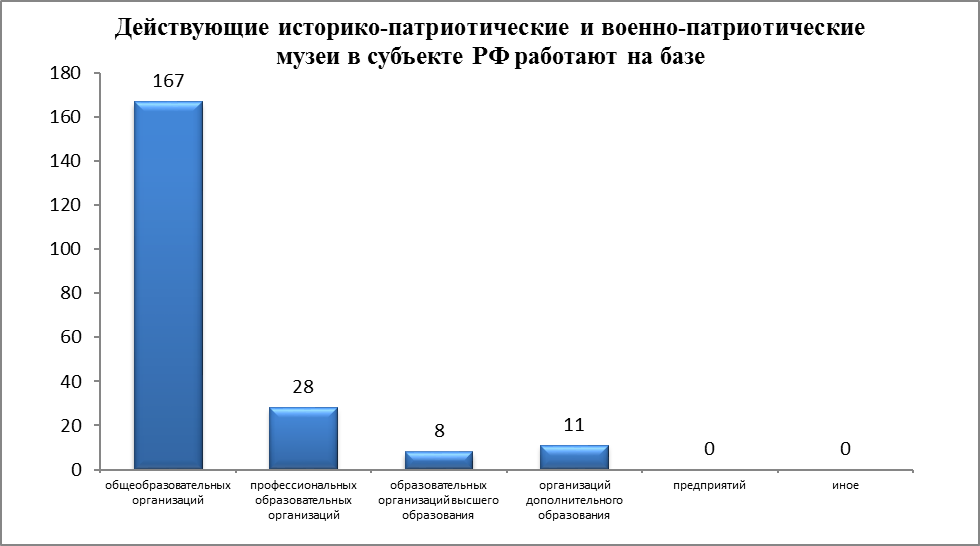 Действующие историко-патриотические и военно-патриотические
музеи в субъекте РФ работают на базе
180
160
140
120
100
80
60
40
20
0
167
28
8
11
0
0
общеобразовательных
организаций
профессиональных
образовательных
организаций
образовательных
организаций высшего
образования
организаций
дополнительного
образования
предприятий
иное